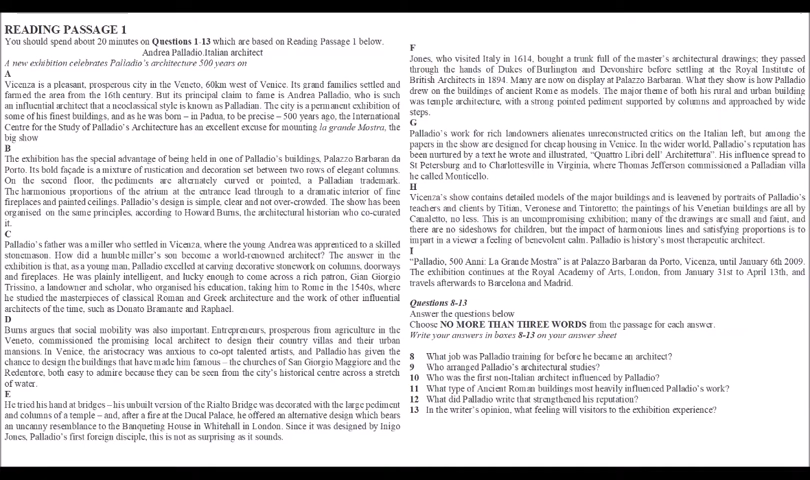 READING PASSAGE 1
You should spend about 20 minutes on Questions 1-13 which are based on Reading Passage 1 below.
Andrea Palladio.Italian architect
A new exhibition celebrates Palladio's architecture 500 years on
A
Vicenza is a pleasant, prosperous city in the Veneto, 60km west of Venice. Its grand families settled and
farmed the area from the 16th century. But its principal claim to fame is Andrea Palladio, who is such
an influential architect that a neoclassical style is known as Palladian. The city is a permanent exhibition of
some of his finest buildings, and as he was born – in Padua, to be precise – 500 years ago, the International
Centre for the Study of Palladio's Architecture has an excellent excuse for mounting la grande Mostra, the
big show
B
The exhibition has the special advantage of being held in one of Palladio's buildings, Palazzo Barbaran da
Porto. Its bold façade is a mixture of rustication and decoration set between two rows of elegant columns.
On the second floor, the pediments are alternately curved or pointed, a Palladian trademark.
The harmonious proportions of the atrium at the entrance lead through to a dramatic interior of fine
fireplaces and painted ceilings. Palladio's design is simple, clear and not over-crowded. The show has been
organised on the same principles, according to Howard Burns, the architectural historian who co-curated
it.
C
Palladio's father was a miller who settled in Vicenza, where the young Andrea was apprenticed to a skilled
stonemason. How did a humble miller's son become a world-renowned architect? The answer in the
exhibition is that, as a young man, Palladio excelled at carving decorative stonework on columns, doorways
and fireplaces. He was plainly intelligent, and lucky enough to come across a rich patron, Gian Giorgio
Trissino, a landowner and scholar, who organised his education, taking him to Rome in the 1540s, where
he studied the masterpieces of classical Roman and Greek architecture and the work of other influential
architects of the time, such as Donato Bramante and Raphael.
D
Burns argues that social mobility was also important. Entrepreneurs, prosperous from agriculture in the
Veneto, commissioned the promising local architect to design their country villas and their urban
mansions. In Venice, the aristocracy was anxious to co-opt talented artists, and Palladio was given the
chance to design the buildings that have made him famous – the churches of San Giorgio Maggiore and the
Redentore, both easy to admire because they can be seen from the city's historical centre across a stretch
of water.
E
He tried his hand at bridges – his unbuilt version of the Rialto Bridge was decorated with the large pediment
and columns of a temple – and, after a fire at the Ducal Palace, he offered an alternative design which bears
an uncanny resemblance to the Banqueting House in Whitehall in London. Since it was designed by Inigo
Jones, Palladio's first foreign disciple, this is not as surprising as it sounds.
F
Jones, who visited Italy in 1614, bought a trunk full of the master's architectural drawings; they passed
through the hands of Dukes of Burlington and Devonshire before settling at the Royal Institute of
British Architects in 1894. Many are now on display at Palazzo Barbaran. What they show is how Palladio
drew on the buildings of ancient Rome as models. The major theme of both his rural and urban building
was temple architecture, with a strong pointed pediment supported by columns and approached by wide
steps.
G
Palladio's work for rich landowners alienates unreconstructed critics on the Italian left, but among the
papers in the show are designs for cheap housing in Venice. In the wider world, Palladio's reputation has
been nurtured by a text he wrote and illustrated, "Quattro Libri dell' Architettura". His influence spread to
St Petersburg and to Charlottesville in Virginia, where Thomas Jefferson commissioned a Palladian villa
he called Monticello.
H
Vicenza's show contains detailed models of the major buildings and is leavened by portraits of Palladio's
teachers and clients by Titian, Veronese and Tintoretto; the paintings of his Venetian buildings are all by
Canaletto, no less. This is an uncompromising exhibition; many of the drawings are small and faint, and
there are no sideshows for children, but the impact of harmonious lines and satisfying proportions is to
impart in a viewer a feeling of benevolent calm. Palladio is history's most therapeutic architect.
I
"Palladio, 500 Anni: La Grande Mostra" is at Palazzo Barbaran da Porto, Vicenza, until January 6th 2009.
The exhibition continues at the Royal Academy of Arts, London, from January 31st to April 13th, and
travels afterwards to Barcelona and Madrid.
Questions 8-13
Answer the questions below
Choose NO MORE THAN THREE WORDS from the passage for each answer.
Write your answers in boxes 8-13 on your answer sheet
8 What job was Palladio training for before he became an architect?
9 Who arranged Palladio's architectural studies?
10 Who was the first non-Italian architect influenced by Palladio?
11 What type of Ancient Roman buildings most heavily influenced Palladio's work?
12 What did Palladio write that strengthened his reputation?
13 In the writer's opinion, what feeling will visitors to the exhibition experience?